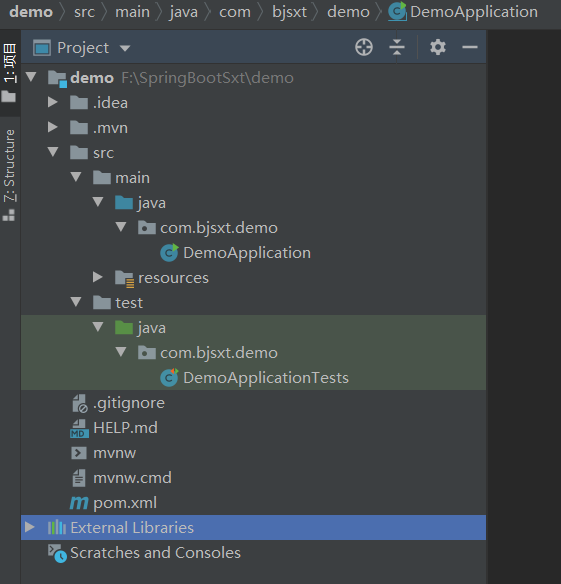 demo src main java com bjsxt demo DemoApplication
Project
1: 项目
Z: Structure
demo F:\SpringBootSxt\demo
.idea
.mvn
src
main
java
com.bjsxt.demo
DemoApplication
resources
test
java
com.bjsxt.demo
DemoApplicationTests
.gitignore
HELP.md
mvnw
mvnw.cmd
pom.xml
External Libraries
Scratches and Consoles